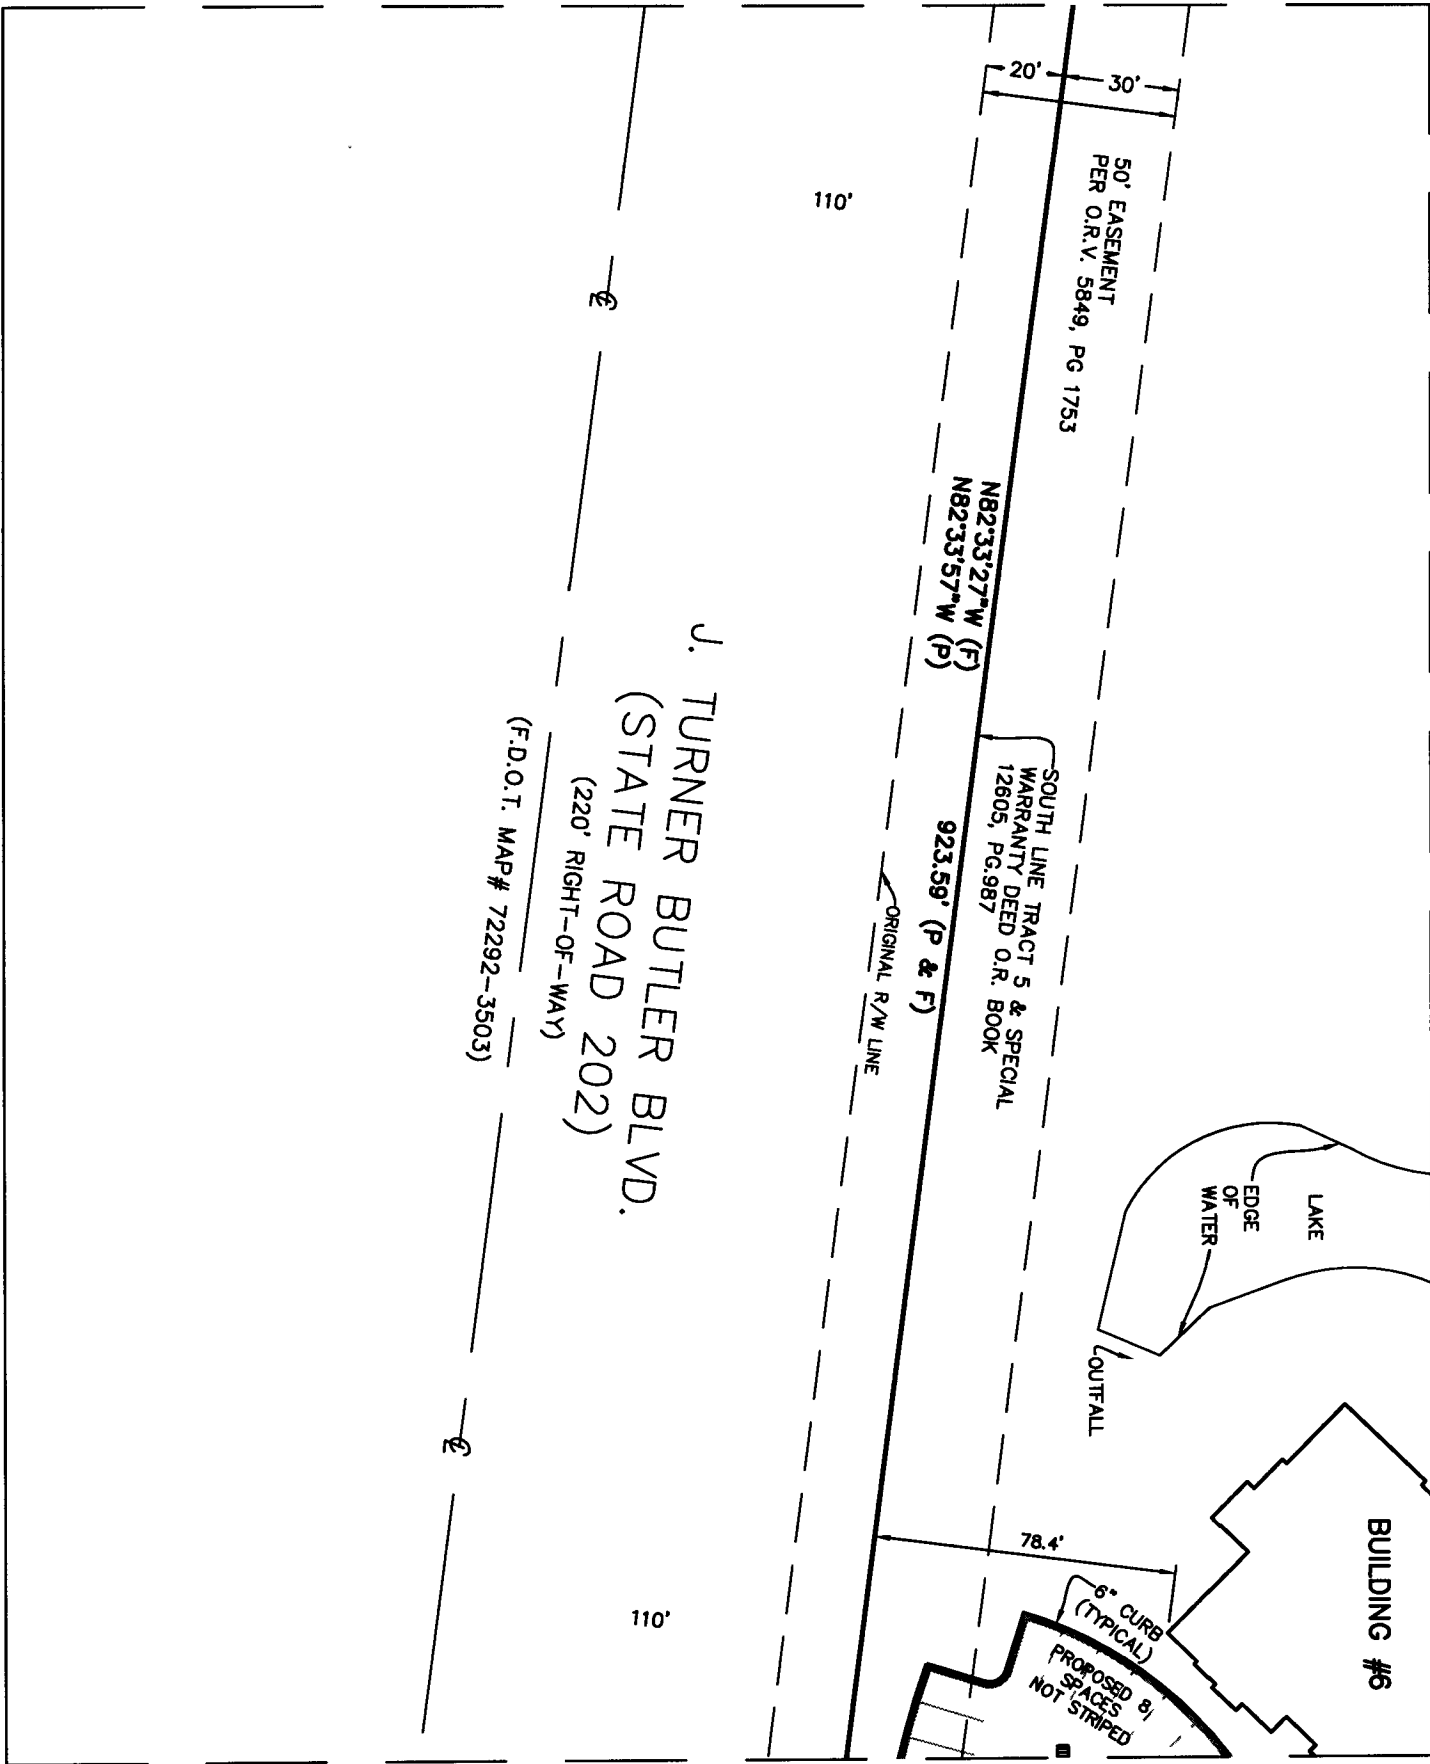 BUILDING #6
LAKE
EDGE
OF
WATER
OUTFALL
20'
30'
50' EASEMENT
PER O.R.V. 5849, PG 1753
SOUTH LINE TRACT 5 & SPECIAL
WARRANTY DEED O.R. BOOK
12605, PG.987
N82°33'27"W (F)
N82°33'57"W (P)
923.59' (P & F)
ORIGINAL R/W LINE
78.4'
6" CURB
(TYPICAL)
PROPOSED 8
SPACES
NOT STRIPED
110'
110'
J. TURNER BUTLER BLVD.
(STATE ROAD 202)
(220' RIGHT-OF-WAY)
(F.D.O.T. MAP# 72292-3503)
℄
℄